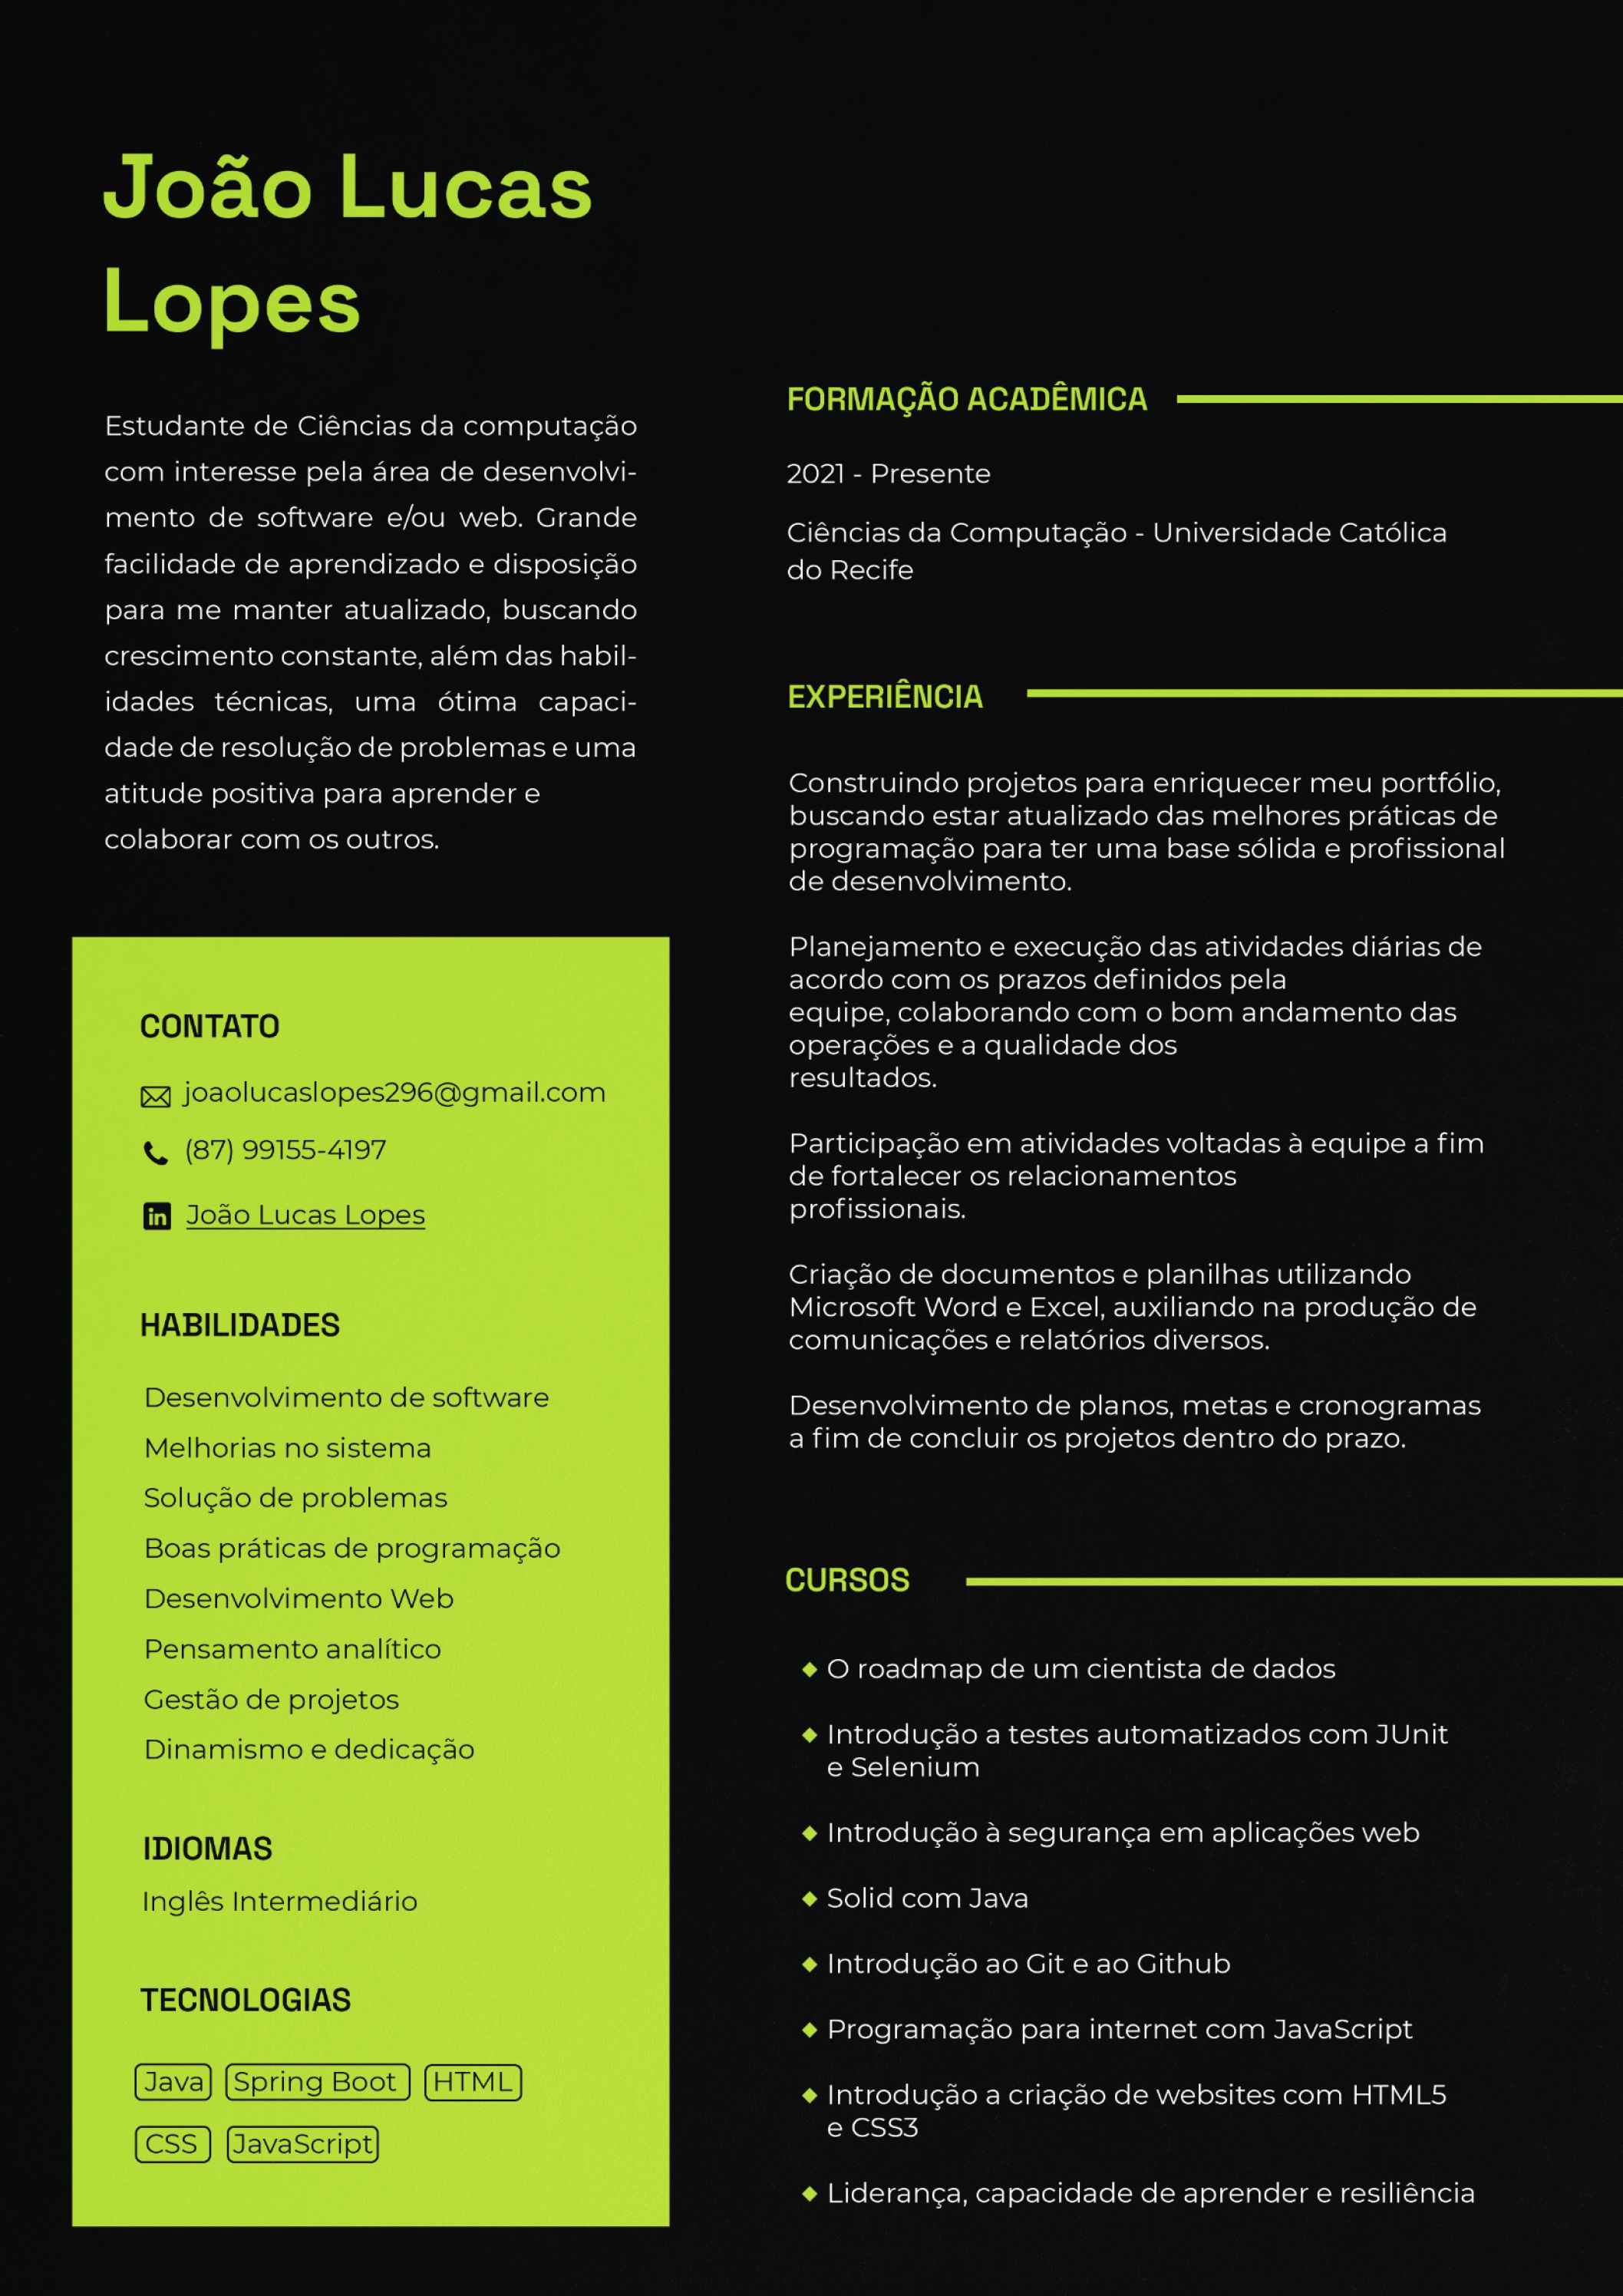 João Lucas
Lopes
Estudante de Ciências da computação
com interesse pela área de desenvolvi-
mento de software e/ou web. Grande
facilidade de aprendizado e disposição
para me manter atualizado, buscando
crescimento constante, além das habil-
idades técnicas, uma ótima capaci-
dade de resolução de problemas e uma
atitude positiva para aprender e
colaborar com os outros.
CONTATO
joaolucaslopes296@gmail.com
(87) 99155-4197
in João Lucas Lopes
HABILIDADES
Desenvolvimento de software
Melhorias no sistema
Solução de problemas
Boas práticas de programação
Desenvolvimento Web
Pensamento analítico
Gestão de projetos
Dinamismo e dedicação
IDIOMAS
Inglês Intermediário
TECNOLOGIAS
Java Spring Boot HTML
CSS JavaScript
FORMAÇÃO ACADÊMICA
2021 - Presente
Ciências da Computação - Universidade Católica
do Recife
EXPERIÊNCIA
Construindo projetos para enriquecer meu portfólio,
buscando estar atualizado das melhores práticas de
programação para ter uma base sólida e profissional
de desenvolvimento.
Planejamento e execução das atividades diárias de
acordo com os prazos definidos pela
equipe, colaborando com o bom andamento das
operações e a qualidade dos
resultados.
Participação em atividades voltadas à equipe a fim
de fortalecer os relacionamentos
profissionais.
Criação de documentos e planilhas utilizando
Microsoft Word e Excel, auxiliando na produção de
comunicações e relatórios diversos.
Desenvolvimento de planos, metas e cronogramas
a fim de concluir os projetos dentro do prazo.
CURSOS
O roadmap de um cientista de dados
Introdução a testes automatizados com JUnit
e Selenium
Introdução à segurança em aplicações web
Solid com Java
Introdução ao Git e ao Github
Programação para internet com JavaScript
Introdução a criação de websites com HTML5
e CSS3
Liderança, capacidade de aprender e resiliência